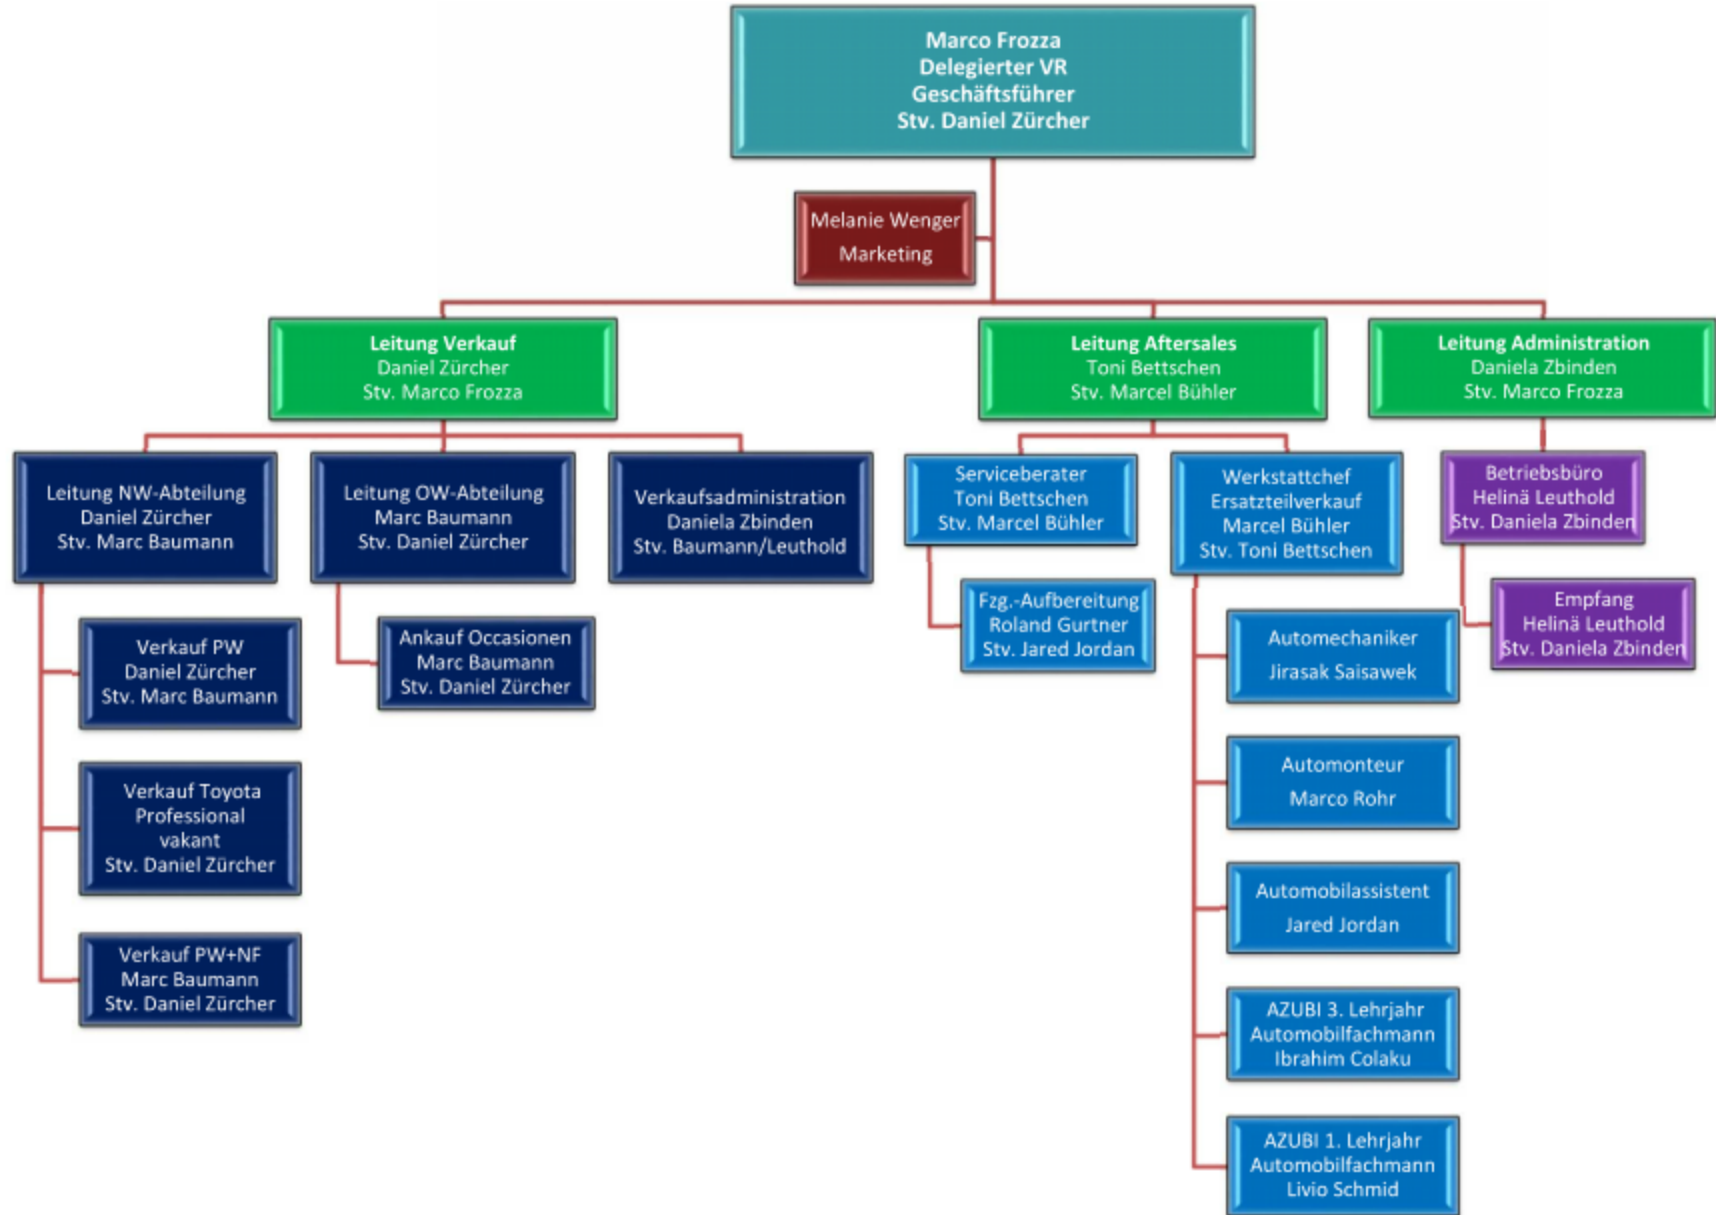 Marco Frozza
Delegierter VR
Geschäftsführer
Stv. Daniel Zürcher
Melanie Wenger
Marketing
Leitung Verkauf
Daniel Zürcher
Stv. Marco Frozza
Leitung Aftersales
Toni Bettschen
Stv. Marcel Bühler
Leitung Administration
Daniela Zbinden
Stv. Marco Frozza
Leitung NW-Abteilung
Daniel Zürcher
Stv. Marc Baumann
Leitung OW-Abteilung
Marc Baumann
Stv. Daniel Zürcher
Verkaufsadministration
Daniela Zbinden
Stv. Baumann/Leuthold
Serviceberater
Toni Bettschen
Stv. Marcel Bühler
Werkstattchef
Ersatzteilverkauf
Marcel Bühler
Stv. Toni Bettschen
Betriebsbüro
Helinä Leuthold
Stv. Daniela Zbinden
Verkauf PW
Daniel Zürcher
Stv. Marc Baumann
Ankauf Occasionen
Marc Baumann
Stv. Daniel Zürcher
Fzg.-Aufbereitung
Roland Gurtner
Stv. Jared Jordan
Automechaniker
Jirasak Saisawek
Empfang
Helinä Leuthold
Stv. Daniela Zbinden
Verkauf Toyota
Professional
vakant
Stv. Daniel Zürcher
Automonteur
Marco Rohr
Verkauf PW+NF
Marc Baumann
Stv. Daniel Zürcher
Automobilassistent
Jared Jordan
AZUBI 3. Lehrjahr
Automobilfachmann
Ibrahim Colaku
AZUBI 1. Lehrjahr
Automobilfachmann
Livio Schmid